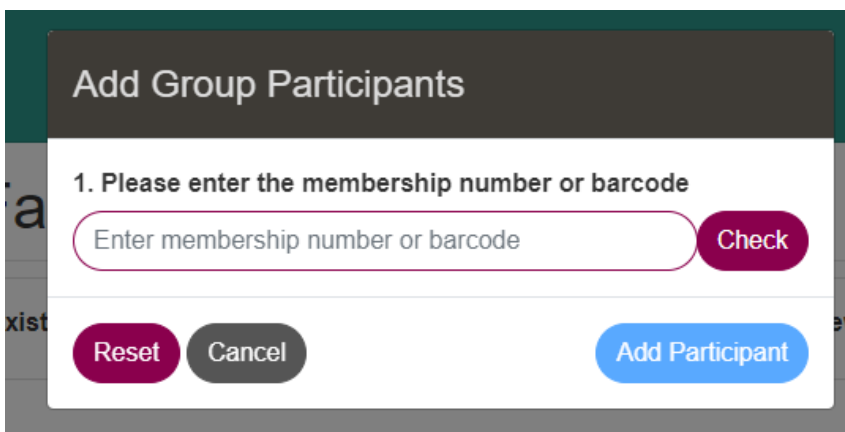 Add Group Participants
1. Please enter the membership number or barcode
Enter membership number or barcode
Check
xist
Reset
Cancel
Add Participant